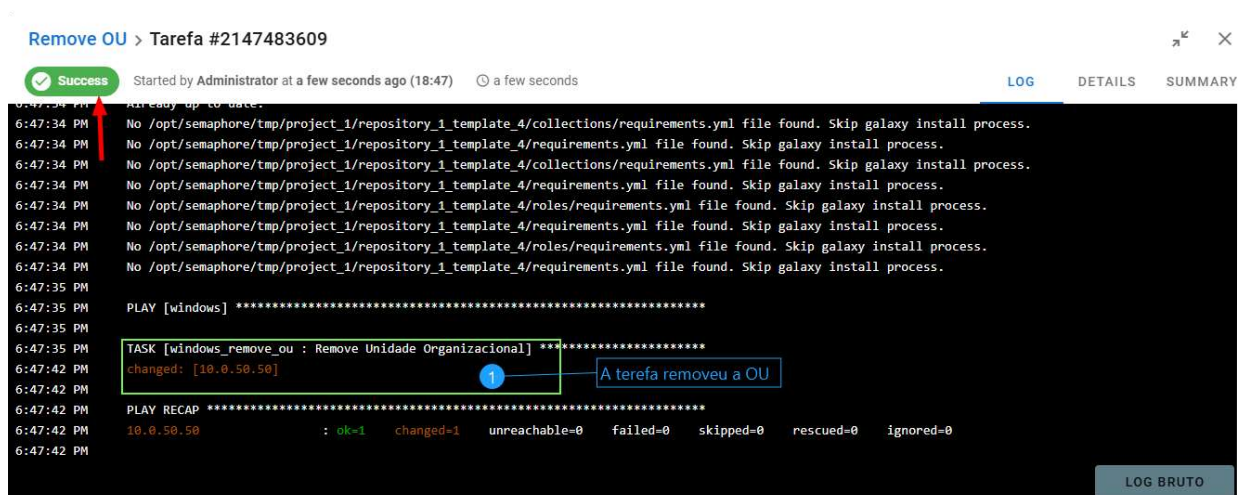 Remove OU > Tarefa #2147483609
Success Started by Administrator at a few seconds ago (18:47) a few seconds LOG DETAILS SUMMARY
6:47:34 PM Already up to date.
6:47:34 PM No /opt/semaphore/tmp/project_1/repository_1_template_4/collections/requirements.yml file found. Skip galaxy install process.
6:47:34 PM No /opt/semaphore/tmp/project_1/repository_1_template_4/requirements.yml file found. Skip galaxy install process.
6:47:34 PM No /opt/semaphore/tmp/project_1/repository_1_template_4/collections/requirements.yml file found. Skip galaxy install process.
6:47:34 PM No /opt/semaphore/tmp/project_1/repository_1_template_4/requirements.yml file found. Skip galaxy install process.
6:47:34 PM No /opt/semaphore/tmp/project_1/repository_1_template_4/roles/requirements.yml file found. Skip galaxy install process.
6:47:34 PM No /opt/semaphore/tmp/project_1/repository_1_template_4/requirements.yml file found. Skip galaxy install process.
6:47:34 PM No /opt/semaphore/tmp/project_1/repository_1_template_4/roles/requirements.yml file found. Skip galaxy install process.
6:47:34 PM No /opt/semaphore/tmp/project_1/repository_1_template_4/requirements.yml file found. Skip galaxy install process.
6:47:35 PM
6:47:35 PM PLAY [windows] *****************************************************************
6:47:35 PM
6:47:35 PM TASK [windows_remove_ou : Remove Unidade Organizacional] ***********************
6:47:42 PM changed: [10.0.50.50]
1 A terefa removeu a OU
6:47:42 PM
6:47:42 PM PLAY RECAP *********************************************************************
6:47:42 PM 10.0.50.50 : ok=1 changed=1 unreachable=0 failed=0 skipped=0 rescued=0 ignored=0
6:47:42 PM
LOG BRUTO